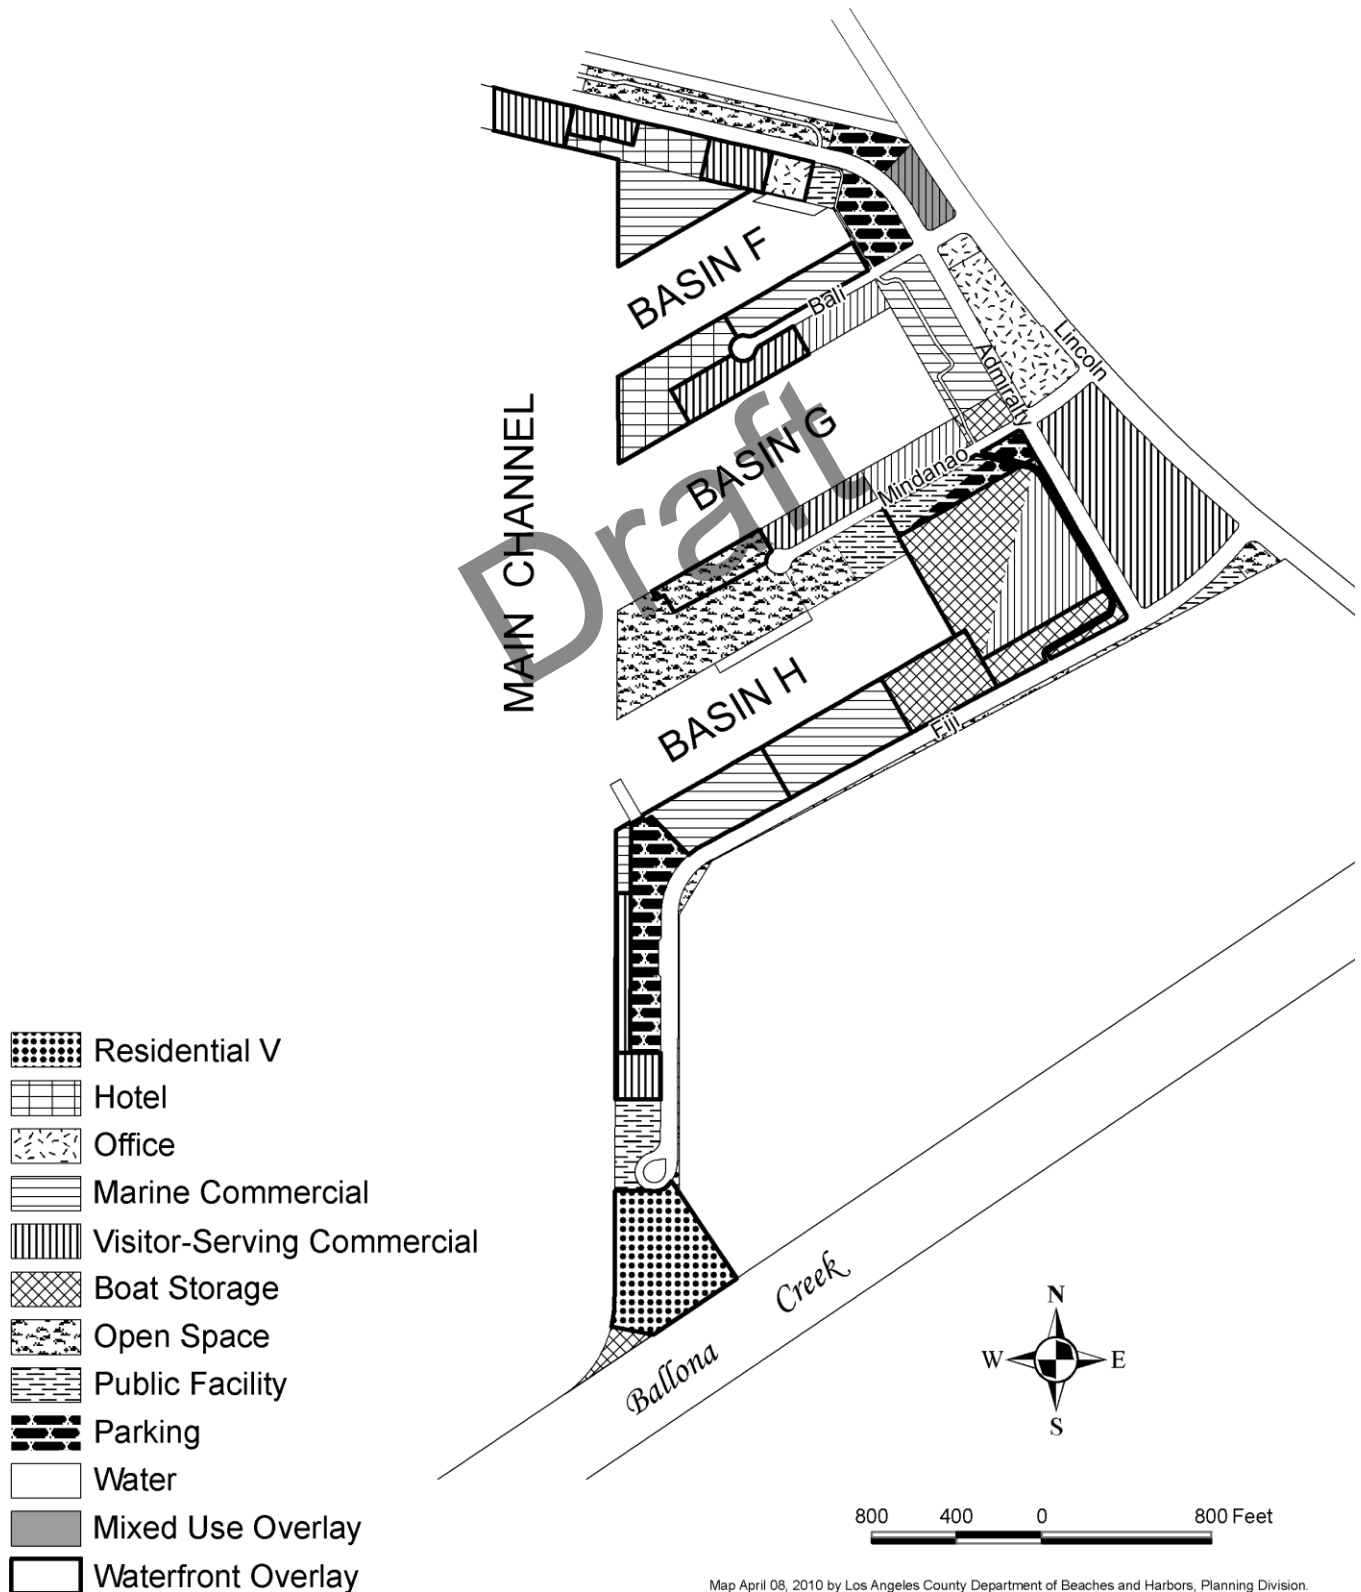 BASIN F
Bali
Lincoln
Admiralty
MAIN CHANNEL
BASIN G
Mindanao
Draft
BASIN H
Fiji
Residential V
Hotel
Office
Marine Commercial
Visitor-Serving Commercial
Boat Storage
Open Space
Public Facility
Parking
Water
Mixed Use Overlay
Waterfront Overlay
Ballona Creek
N
W E
S
800 400 0 800 Feet
Map April 08, 2010 by Los Angeles County Department of Beaches and Harbors, Planning Division.